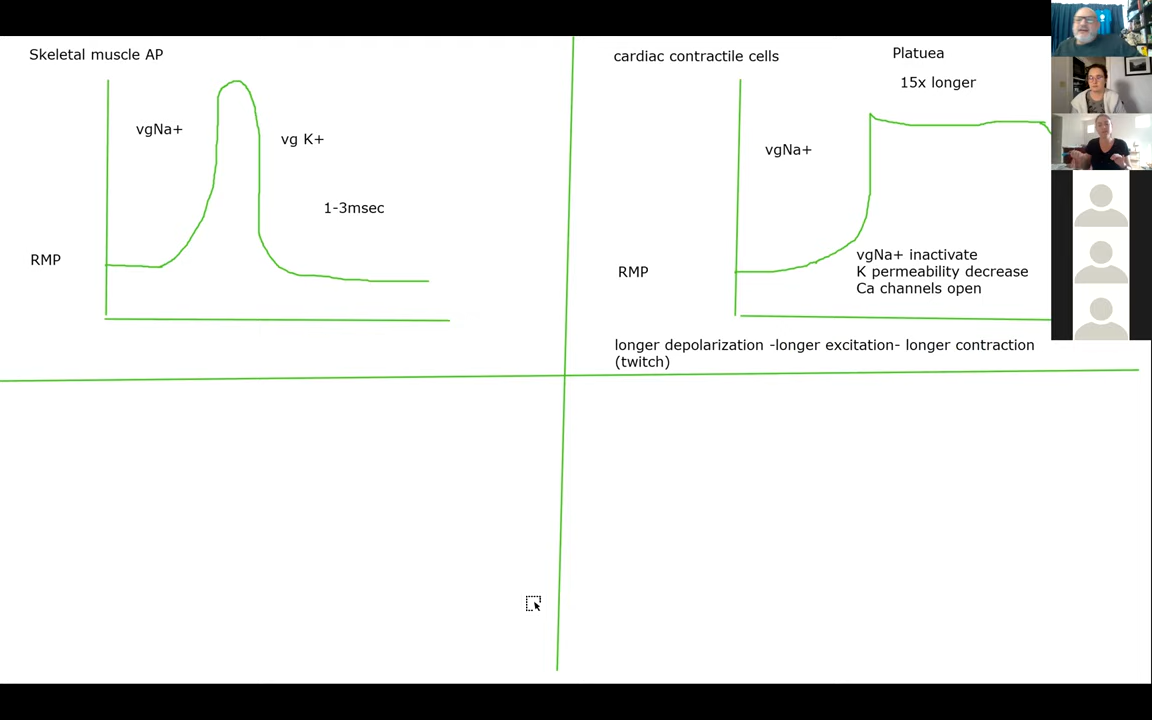 Skeletal muscle AP
vgNa+
vg K+
1-3msec
RMP
cardiac contractile cells
Platuea
15x longer
vgNa+
RMP
vgNa+ inactivate
K permeability decrease
Ca channels open
longer depolarization -longer excitation- longer contraction
(twitch)